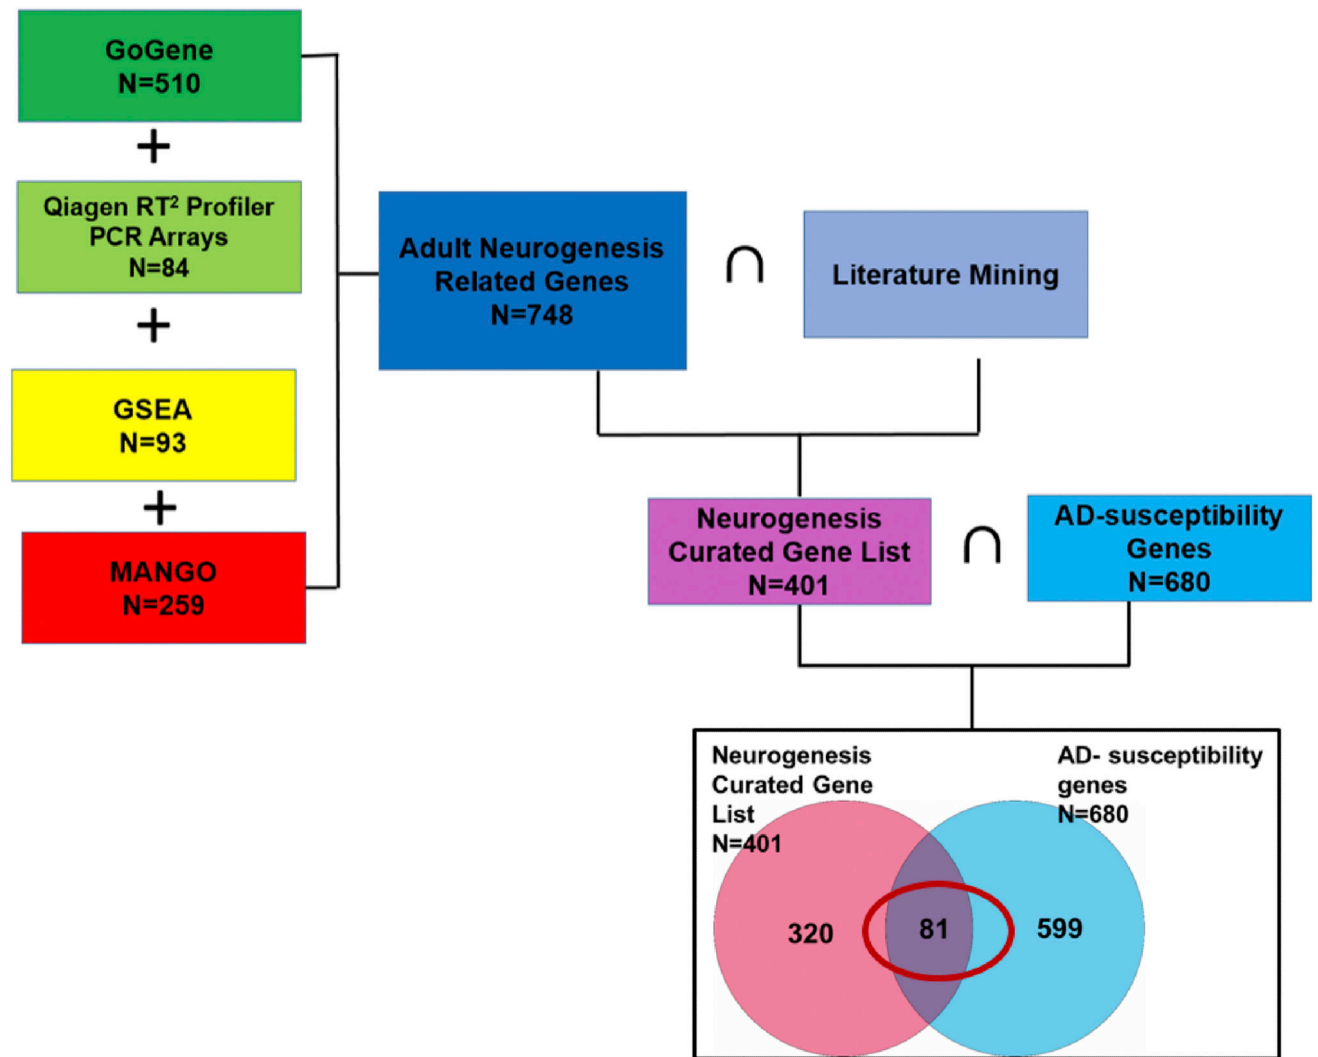 GoGene
N=510
+
Qiagen RT² Profiler
PCR Arrays
N=84
+
GSEA
N=93
+
MANGO
N=259
Adult Neurogenesis
Related Genes
N=748
∩
Literature Mining
Neurogenesis
Curated Gene List
N=401
∩
AD-susceptibility
Genes
N=680
Neurogenesis
Curated Gene
List
N=401
AD- susceptibility
genes
N=680
320
81
599